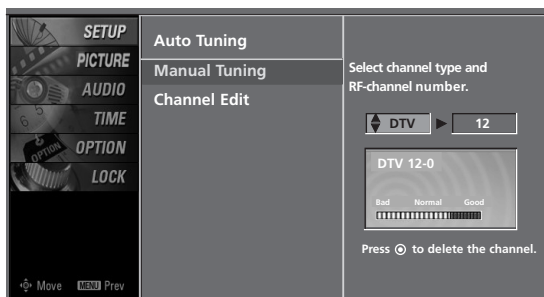 SETUP
PICTURE
AUDIO
TIME
OPTION
LOCK
Move MENU Prev
Auto Tuning
Manual Tuning
Channel Edit
Select channel type and
RF-channel number.
DTV 12
DTV 12-0
Bad Normal Good
Press to delete the channel.